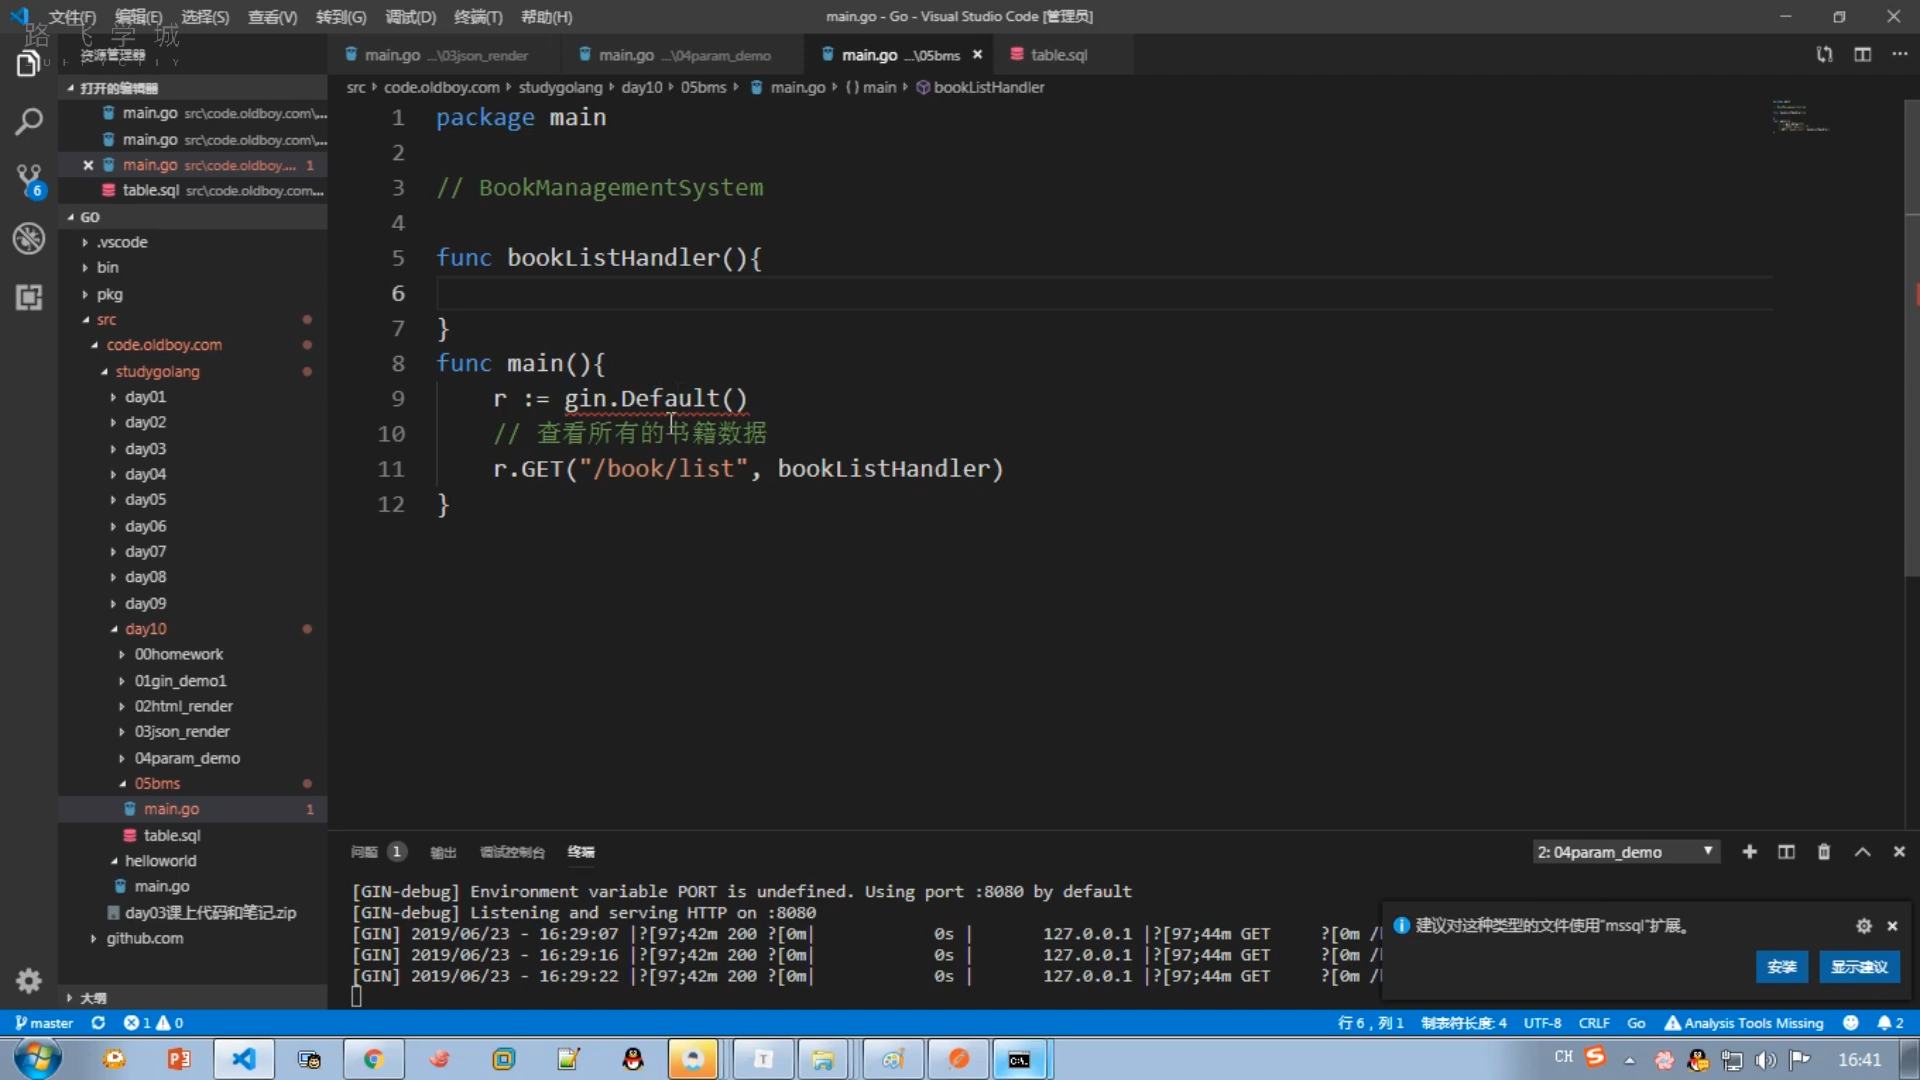 文件(F) 编辑(E) 选择(S) 查看(V) 转到(G) 调试(D) 终端(T) 帮助(H)
main.go - Go - Visual Studio Code [管理员]
路飞学城
资源管理器
main.go ...\03json_render
main.go ...\04param_demo
main.go ...\05bms
table.sql
打开的编辑器
main.go src\code.oldboy.com\...
main.go src\code.oldboy.com\...
main.go src\code.oldboy.... 1
table.sql src\code.oldboy.com...
GO
.vscode
bin
pkg
src
code.oldboy.com
studygolang
day01
day02
day03
day04
day05
day06
day07
day08
day09
day10
00homework
01gin_demo1
02html_render
03json_render
04param_demo
05bms
main.go 1
table.sql
helloworld
main.go
day03课上代码和笔记.zip
github.com
大纲
6
src code.oldboy.com studygolang day10 05bms main.go {} main bookListHandler
1 package main
2
3 // BookManagementSystem
4
5 func bookListHandler(){
6
7 }
8 func main(){
9 r := gin.Default()
10 // 查看所有的书籍数据
11 r.GET("/book/list", bookListHandler)
12 }
问题 1 输出 调试控制台 终端
2: 04param_demo
[GIN-debug] Environment variable PORT is undefined. Using port :8080 by default
[GIN-debug] Listening and serving HTTP on :8080
[GIN] 2019/06/23 - 16:29:07 |?[97;42m 200 ?[0m| 0s | 127.0.0.1 |?[97;44m GET ?[0m /
[GIN] 2019/06/23 - 16:29:16 |?[97;42m 200 ?[0m| 0s | 127.0.0.1 |?[97;44m GET ?[0m /
[GIN] 2019/06/23 - 16:29:22 |?[97;42m 200 ?[0m| 0s | 127.0.0.1 |?[97;44m GET ?[0m /
建议对这种类型的文件使用"mssql"扩展。
安装 显示建议
master 1 0
行 6，列 1 制表符长度: 4 UTF-8 CRLF Go Analysis Tools Missing 2
CH 16:41